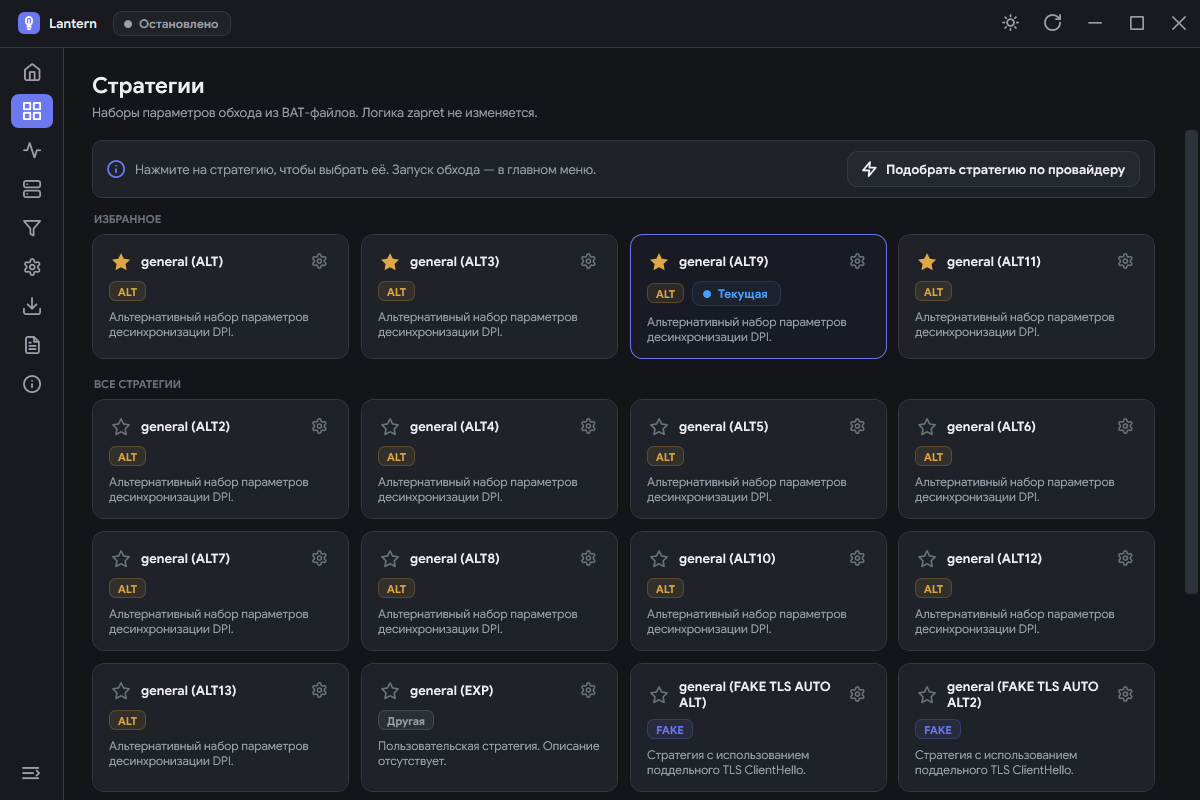 Lantern
Остановлено
Стратегии
Наборы параметров обхода из BAT-файлов. Логика zapret не изменяется.
Нажмите на стратегию, чтобы выбрать её. Запуск обхода — в главном меню.
Подобрать стратегию по провайдеру
ИЗБРАННОЕ
general (ALT)
ALT
Альтернативный набор параметров
десинхронизации DPI.
general (ALT3)
ALT
Альтернативный набор параметров
десинхронизации DPI.
general (ALT9)
ALT
Текущая
Альтернативный набор параметров
десинхронизации DPI.
general (ALT11)
ALT
Альтернативный набор параметров
десинхронизации DPI.
ВСЕ СТРАТЕГИИ
general (ALT2)
ALT
Альтернативный набор параметров
десинхронизации DPI.
general (ALT4)
ALT
Альтернативный набор параметров
десинхронизации DPI.
general (ALT5)
ALT
Альтернативный набор параметров
десинхронизации DPI.
general (ALT6)
ALT
Альтернативный набор параметров
десинхронизации DPI.
general (ALT7)
ALT
Альтернативный набор параметров
десинхронизации DPI.
general (ALT8)
ALT
Альтернативный набор параметров
десинхронизации DPI.
general (ALT10)
ALT
Альтернативный набор параметров
десинхронизации DPI.
general (ALT12)
ALT
Альтернативный набор параметров
десинхронизации DPI.
general (ALT13)
ALT
Альтернативный набор параметров
десинхронизации DPI.
general (EXP)
Другая
Пользовательская стратегия. Описание
отсутствует.
general (FAKE TLS AUTO
ALT)
FAKE
Стратегия с использованием
поддельного TLS ClientHello.
general (FAKE TLS AUTO
ALT2)
FAKE
Стратегия с использованием
поддельного TLS ClientHello.